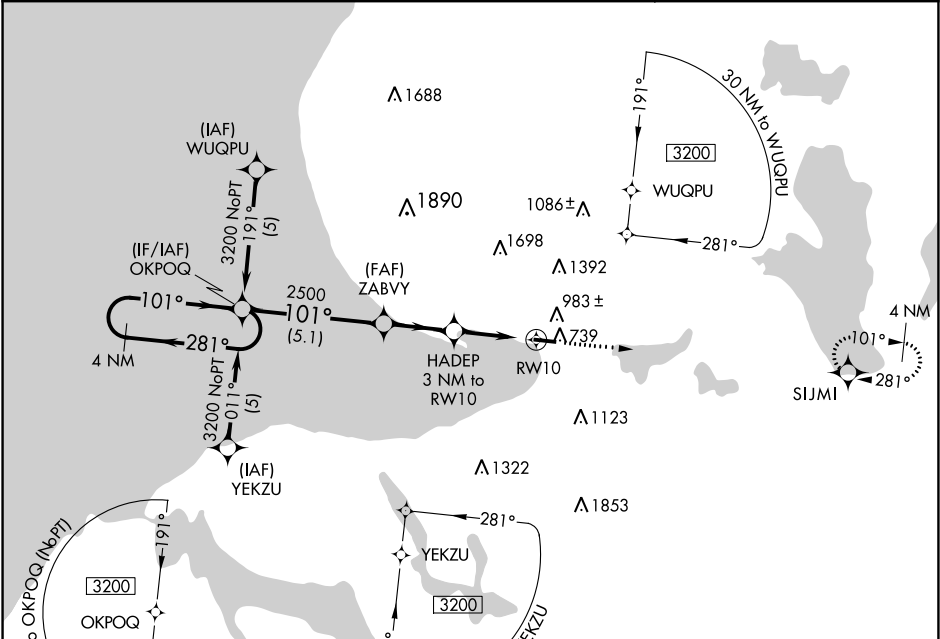 1688
30 NM to WUQPU
191°
3200
WUQPU
281°
(IAF)
WUQPU
3200 NoPT
191°
(5)
1890
1086±
1698
1392
(IF/IAF)
OKPOQ
(FAF)
ZABVY
101°
2500
101°
(5.1)
983 ±
739
281°
4 NM
HADEP
3 NM to
RW10
RW10
4 NM
101°
281°
SIJMI
3200 NoPT
011°
(5)
(IAF)
YEKZU
1123
1322
1853
OKPOQ (NoPT)
191°
3200
OKPOQ
281°
YEKZU
3200